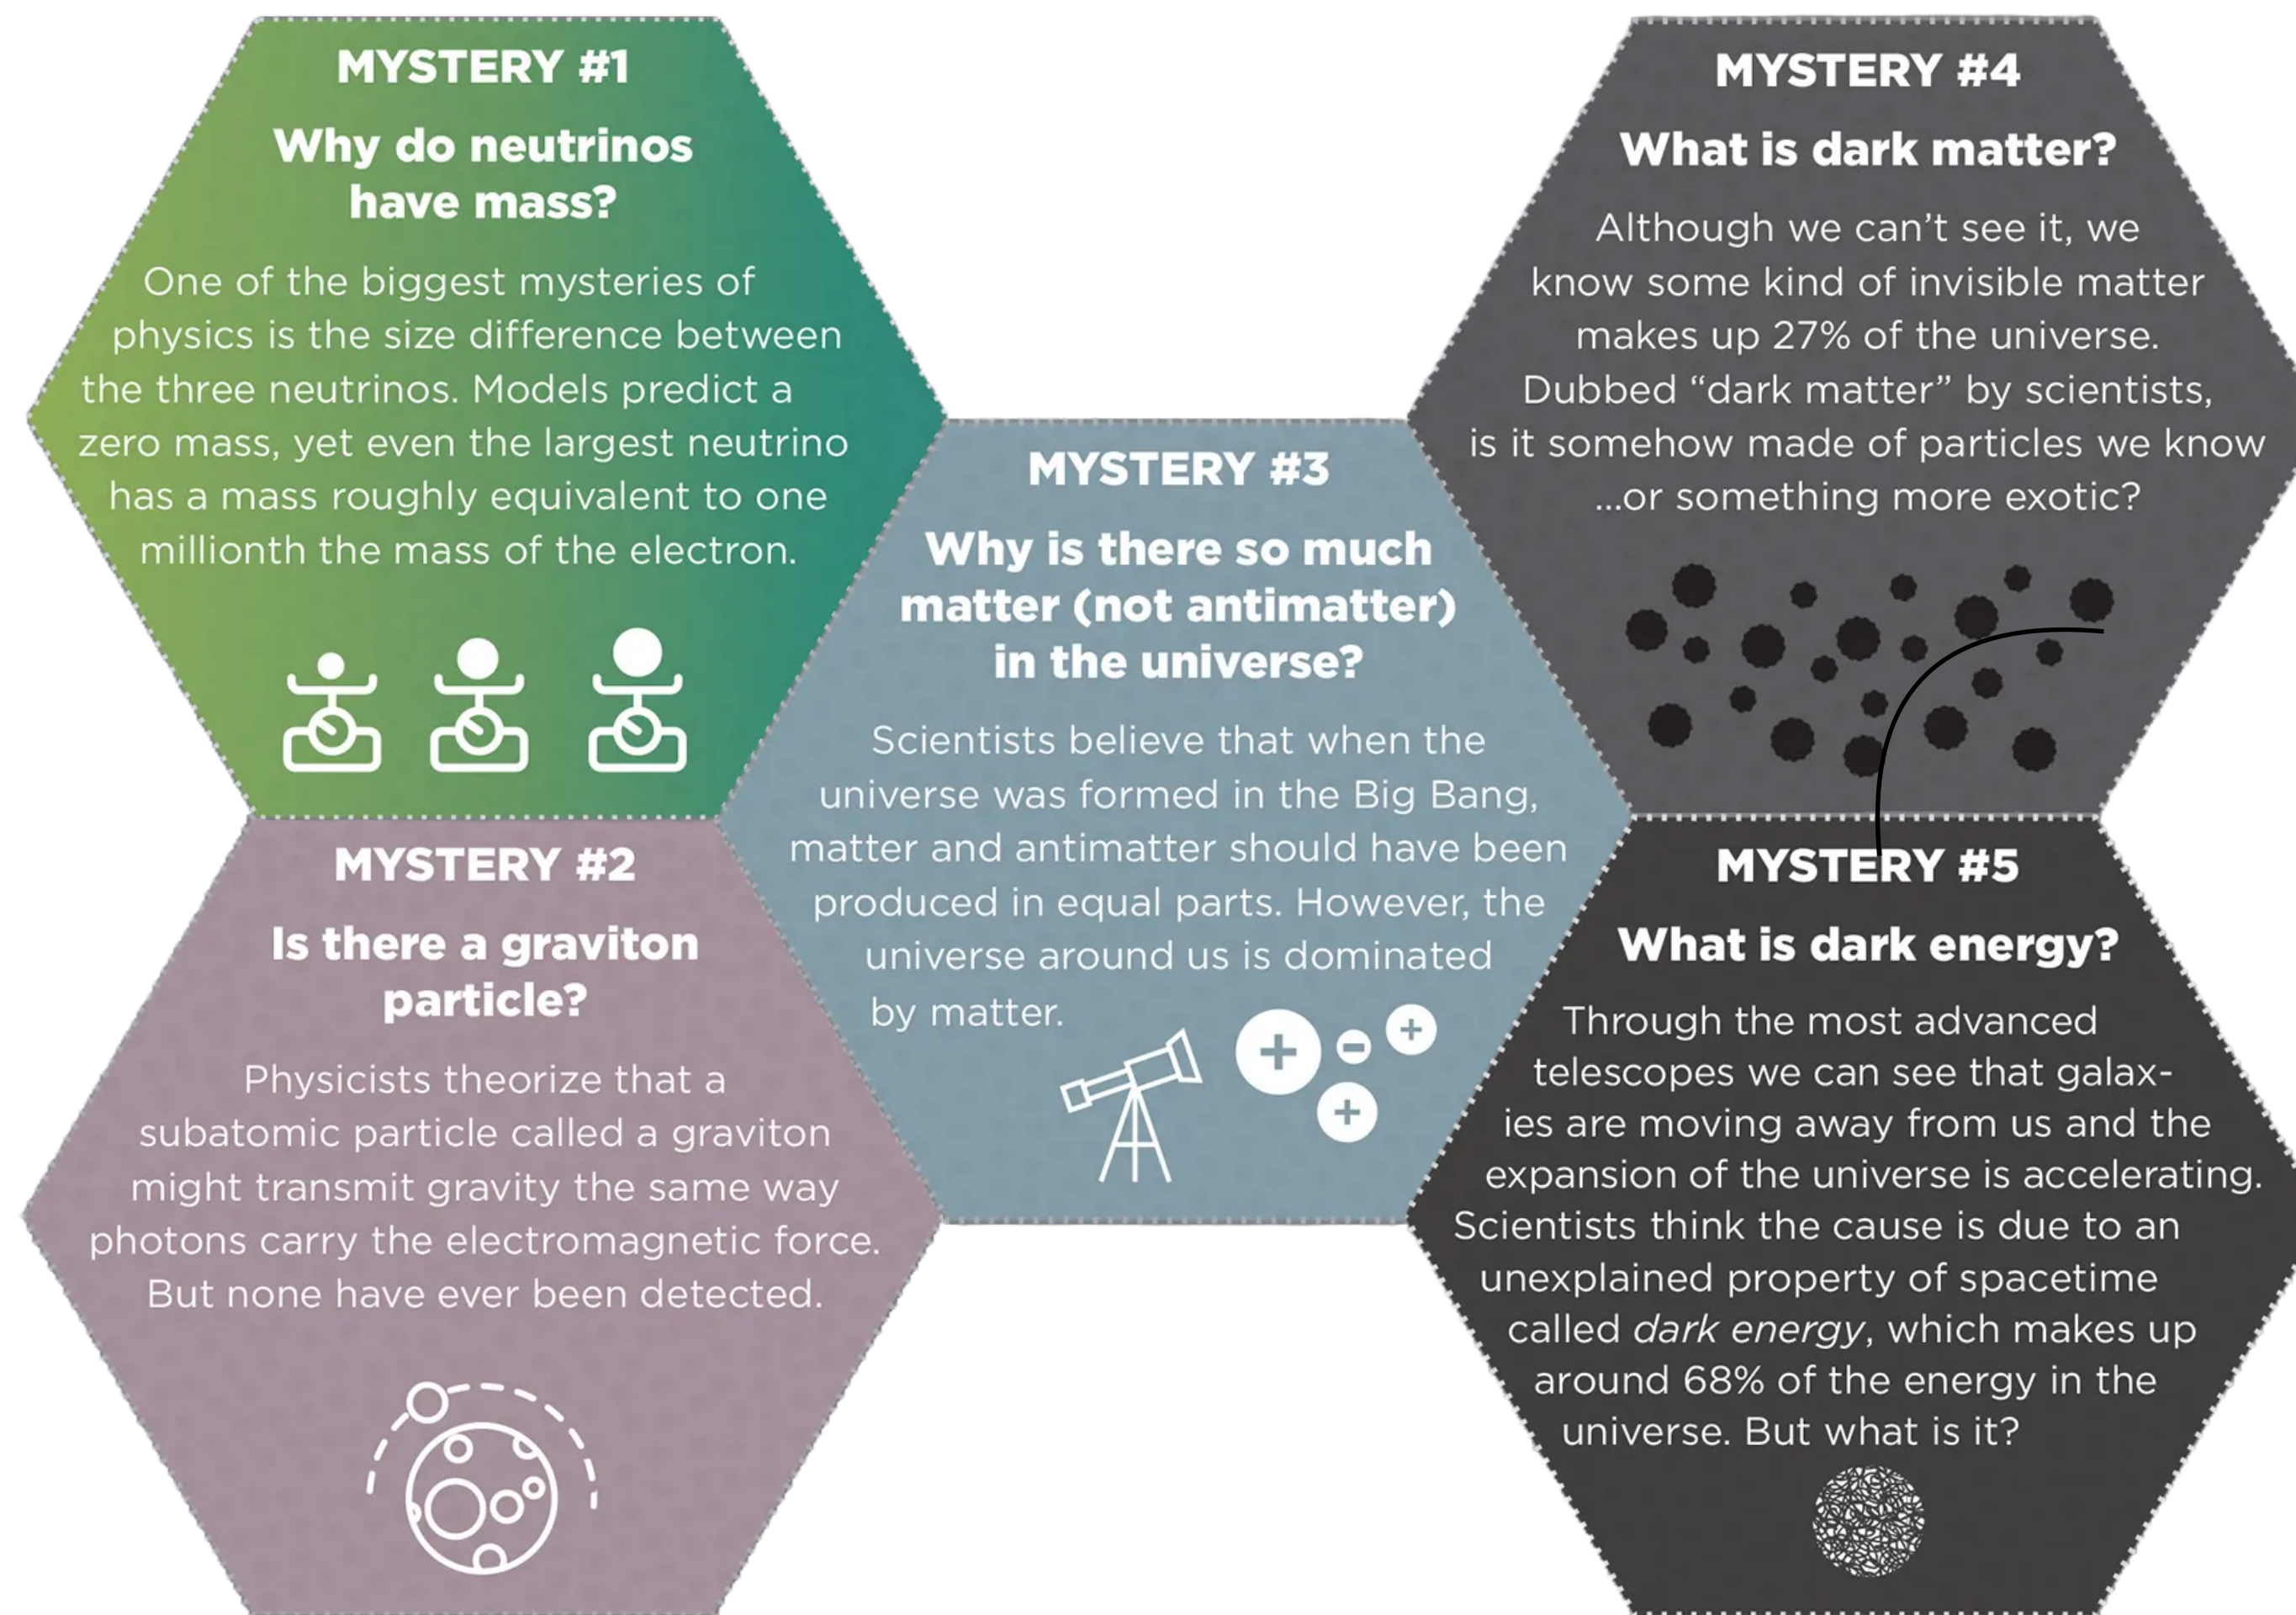 MYSTERY #1
Why do neutrinos
have mass?
One of the biggest mysteries of
physics is the size difference between
the three neutrinos. Models predict a
zero mass, yet even the largest neutrino
has a mass roughly equivalent to one
millionth the mass of the electron.
MYSTERY #2
Is there a graviton
particle?
Physicists theorize that a
subatomic particle called a graviton
might transmit gravity the same way
photons carry the electromagnetic force.
But none have ever been detected.
MYSTERY #3
Why is there so much
matter (not antimatter)
in the universe?
Scientists believe that when the
universe was formed in the Big Bang,
matter and antimatter should have been
produced in equal parts. However, the
universe around us is dominated
by matter.
+ − +
+
MYSTERY #4
What is dark matter?
Although we can’t see it, we
know some kind of invisible matter
makes up 27% of the universe.
Dubbed “dark matter” by scientists,
is it somehow made of particles we know
...or something more exotic?
MYSTERY #5
What is dark energy?
Through the most advanced
telescopes we can see that galax-
ies are moving away from us and the
expansion of the universe is accelerating.
Scientists think the cause is due to an
unexplained property of spacetime
called dark energy, which makes up
around 68% of the energy in the
universe. But what is it?